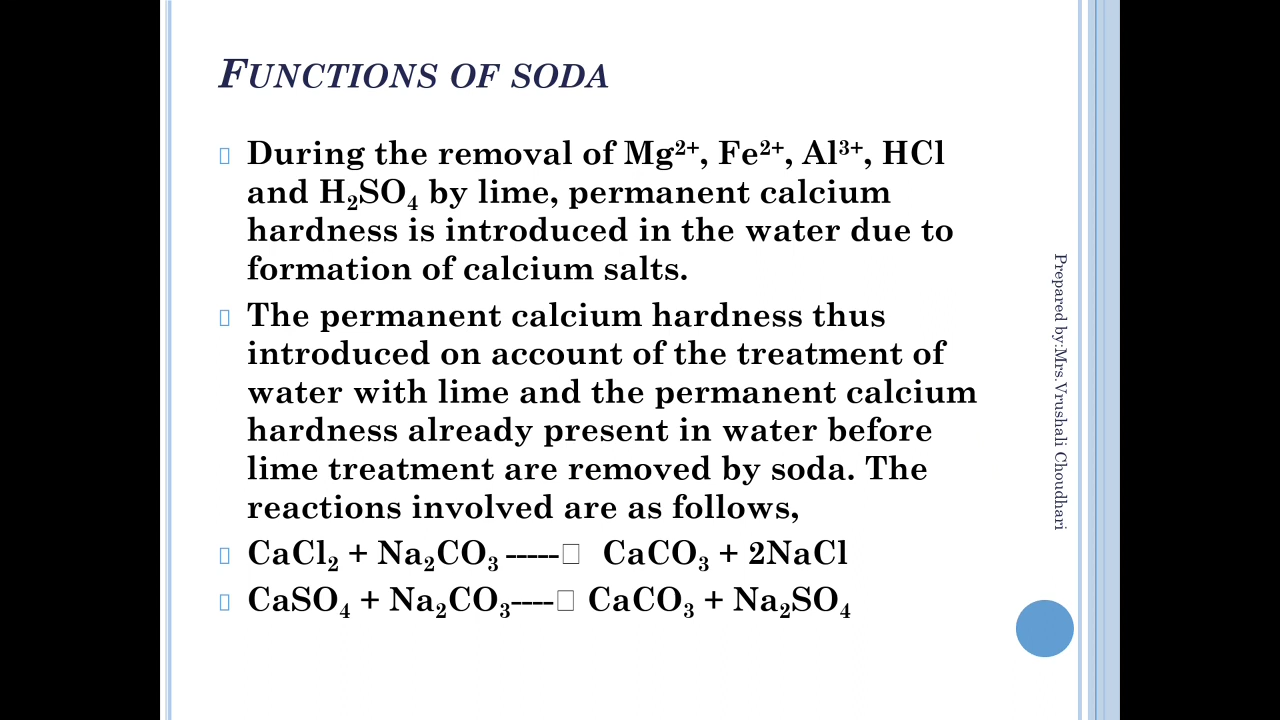 FUNCTIONS OF SODA
During the removal of Mg²⁺, Fe²⁺, Al³⁺, HCl
and H₂SO₄ by lime, permanent calcium
hardness is introduced in the water due to
formation of calcium salts.
The permanent calcium hardness thus
introduced on account of the treatment of
water with lime and the permanent calcium
hardness already present in water before
lime treatment are removed by soda. The
reactions involved are as follows,
CaCl₂ + Na₂CO₃ -----□ CaCO₃ + 2NaCl
CaSO₄ + Na₂CO₃----□ CaCO₃ + Na₂SO₄
Prepared by:Mrs.Vrushali Choudhari